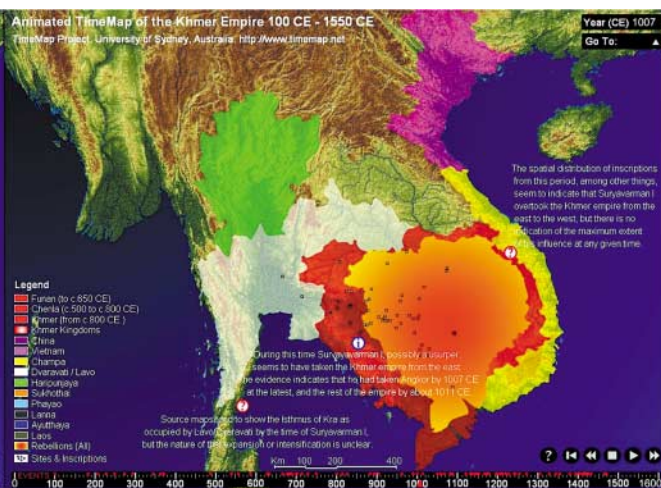 Animated TimeMap of the Khmer Empire 100 CE - 1550 CE
TimeMap Project, University of Sydney, Australia: http://www.timemap.net
Year (CE) 1007
Go To:
The spatial distribution of inscriptions
from this period, among other things,
seem to indicate that Suryavarman I
overtook the Khmer empire from the
east to the west, but there is no
indication of the maximum extent
of his influence at any given time.
Legend
Funan (to c.650 CE)
Chenla (c.500 to c.800 CE)
Khmer (from c.800 CE )
Khmer Kingdoms
China
Vietnam
Champa
Dvaravati / Lavo
Haripunjaya
Sukhothai
Phayao
Lanna
Ayutthaya
Laos
Rebellions (All)
Sites & Inscriptions
During this time Suryavarman I, possibly a usurper,
seems to have taken the Khmer empire from the east.
the evidence indicates that he had taken Angkor by 1007 CE
at the latest, and the rest of the empire by about 1011 CE.
Source maps tend to show the Isthmus of Kra as
occupied by Lavo/Dvaravati by the time of Suryavarman I,
but the nature of this expansion or intensification is unclear.
Km 100 200 400
EVENTS
0 100 200 300 400 500 600 700 800 900 1000 1100 1200 1300 1400 1500 1600